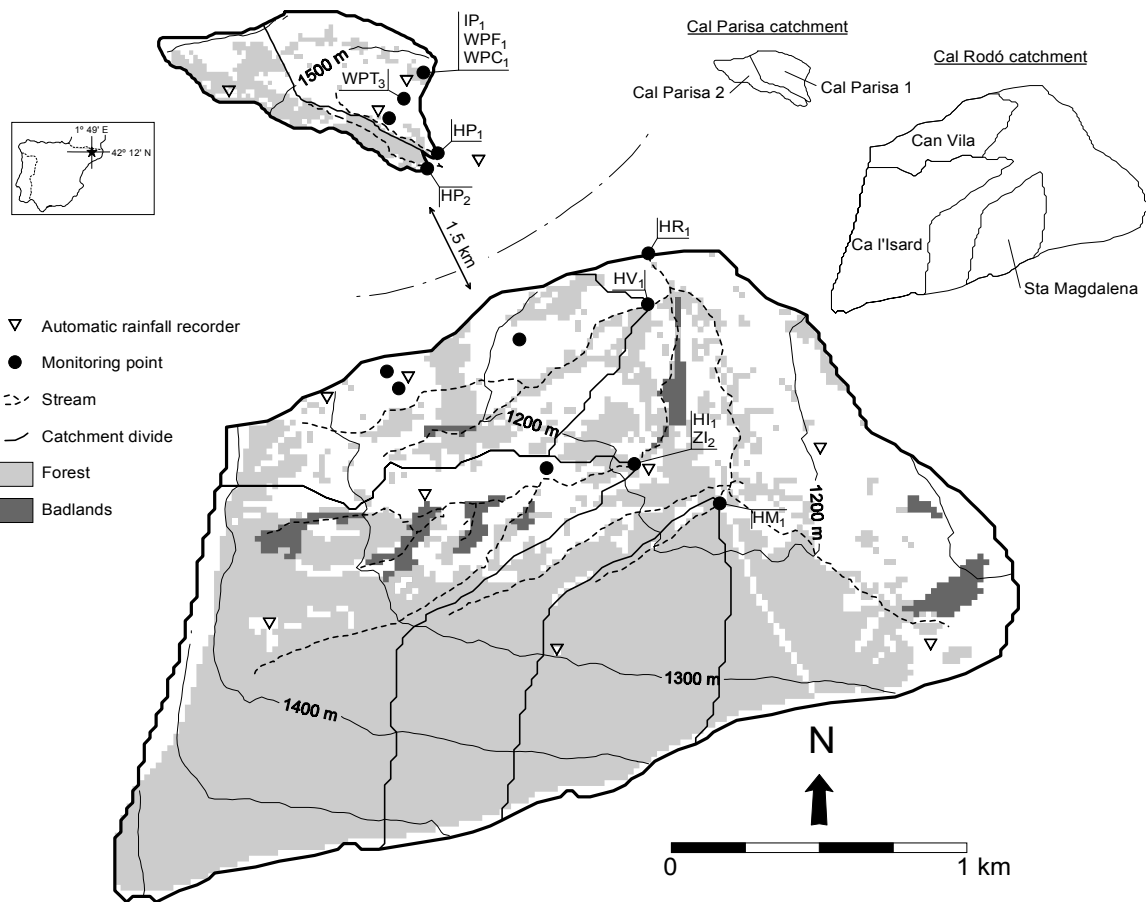 IP₁
WPF₁
WPC₁
1500 m
WPT₃
HP₁
HP₂
Cal Parisa catchment
Cal Parisa 2
Cal Parisa 1
Cal Rodó catchment
Can Vila
Ca l'Isard
Sta Magdalena
1º 49' E
42º 12' N
1.5 km
HR₁
HV₁
Automatic rainfall recorder
Monitoring point
Stream
Catchment divide
Forest
Badlands
1200 m
HI₁
ZI₂
1200 m
HM₁
1300 m
1400 m
N
0
1 km